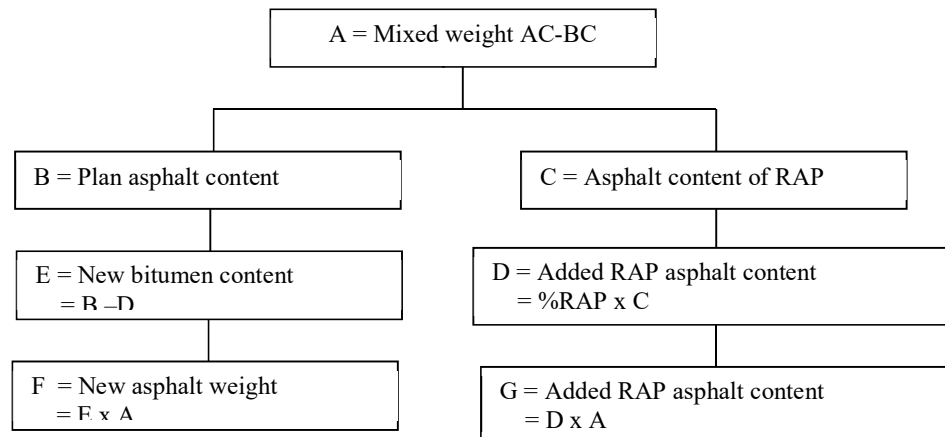 A = Mixed weight AC-BC
B = Plan asphalt content
C = Asphalt content of RAP
E = New bitumen content
= B –D
D = Added RAP asphalt content
= %RAP x C
F = New asphalt weight
= E x A
G = Added RAP asphalt content
= D x A